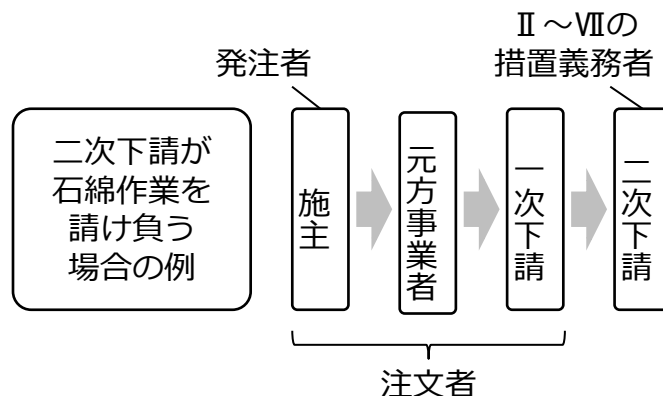 Ⅱ～Ⅶの
措置義務者
発注者
二次下請が
石綿作業を
請け負う
場合の例
施主
元方事業者
一次下請
二次下請
注文者